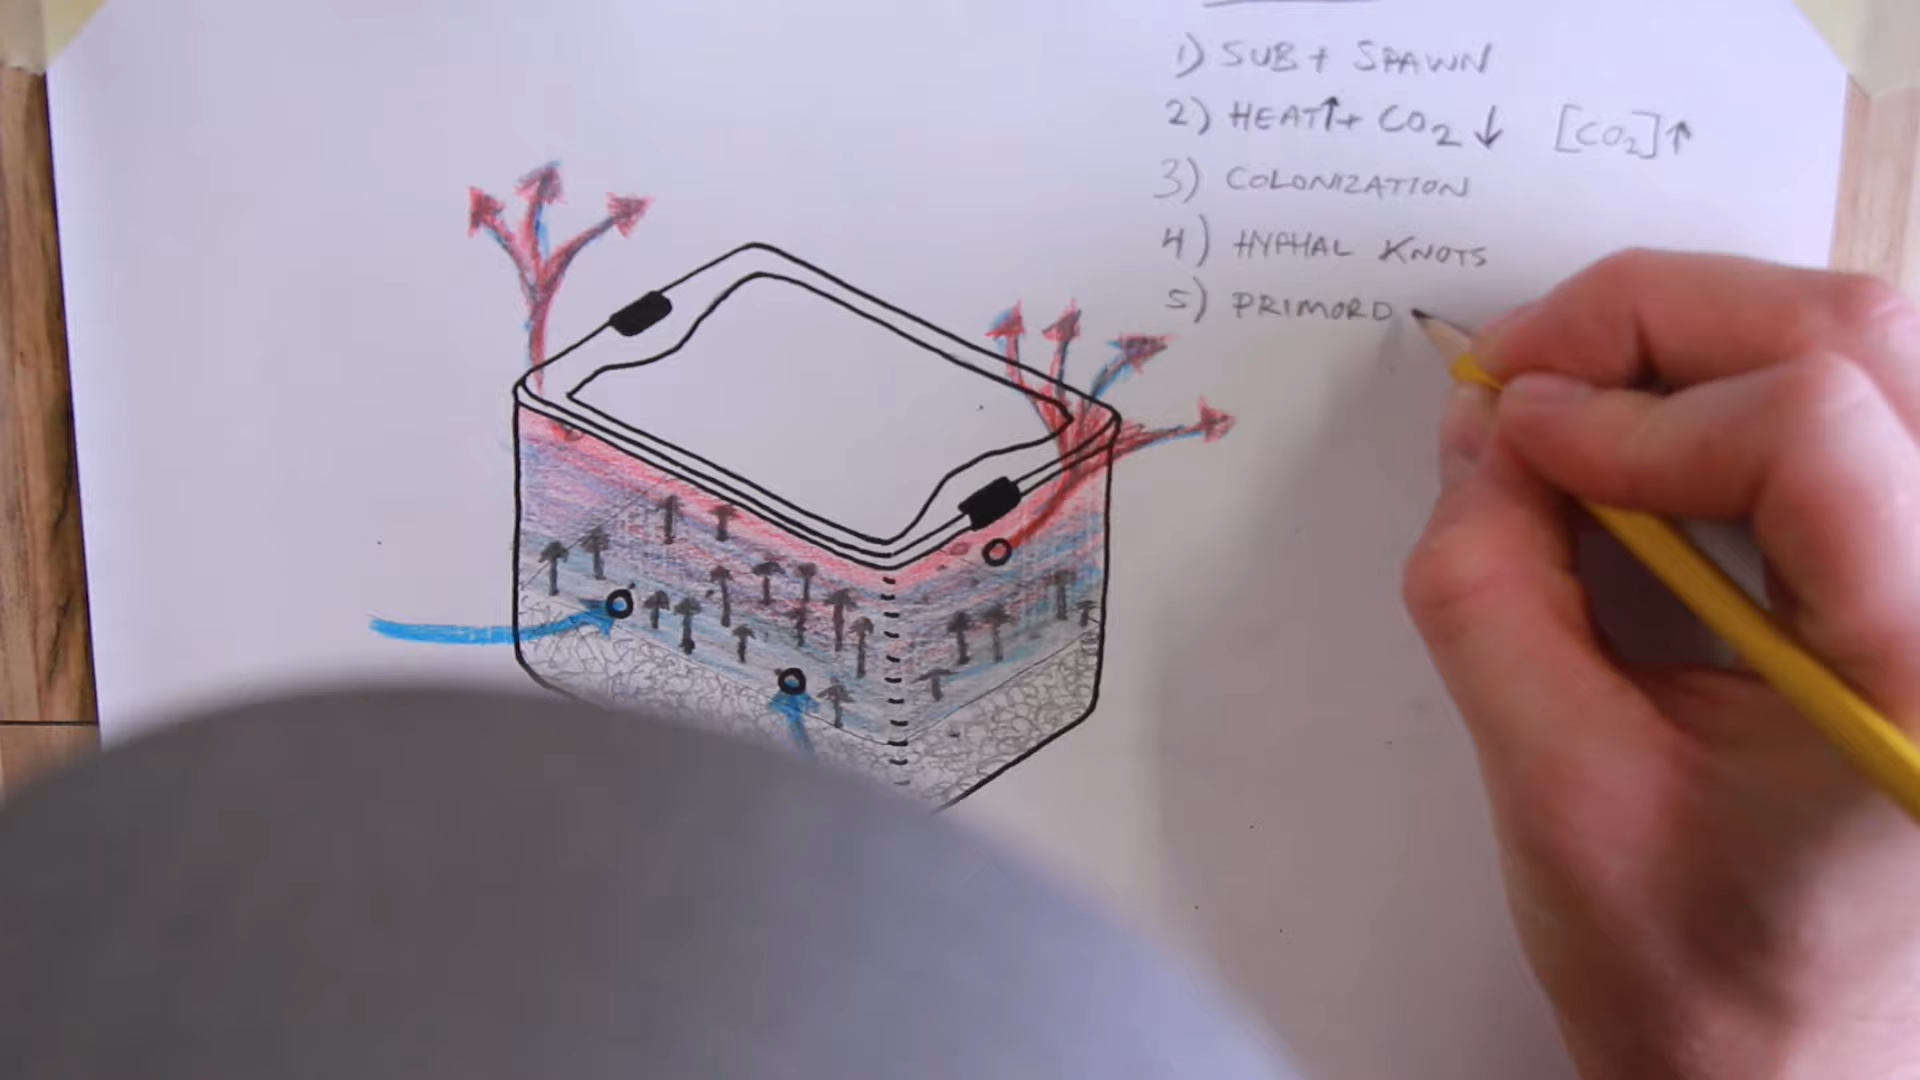 1) SUB + SPAWN
2) HEAT↑+ CO₂ ↓ [CO₂]↑
3) COLONIZATION
4) HYPHAL KNOTS
5) PRIMORD